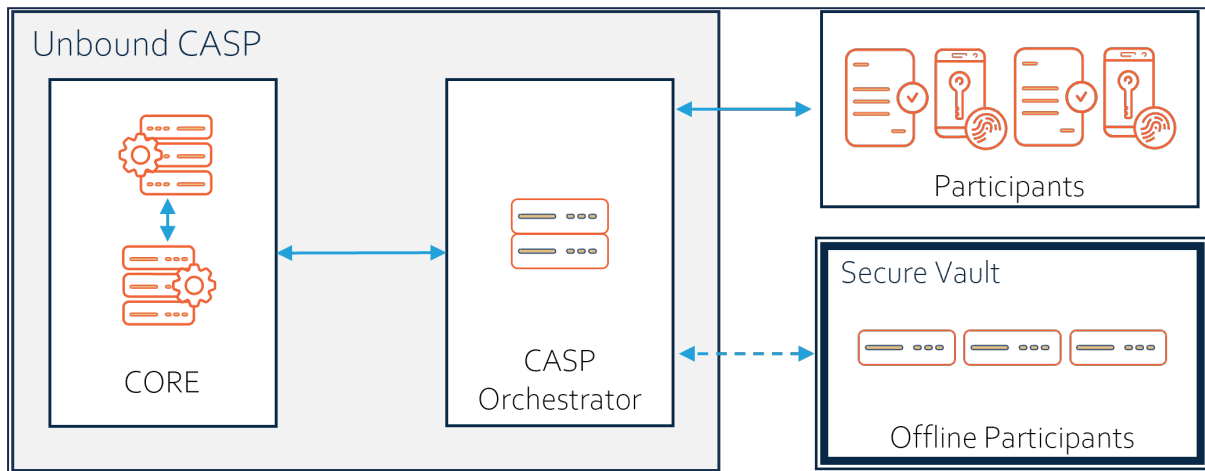 Unbound CASP
CORE
CASP
Orchestrator
Participants
Secure Vault
Offline Participants